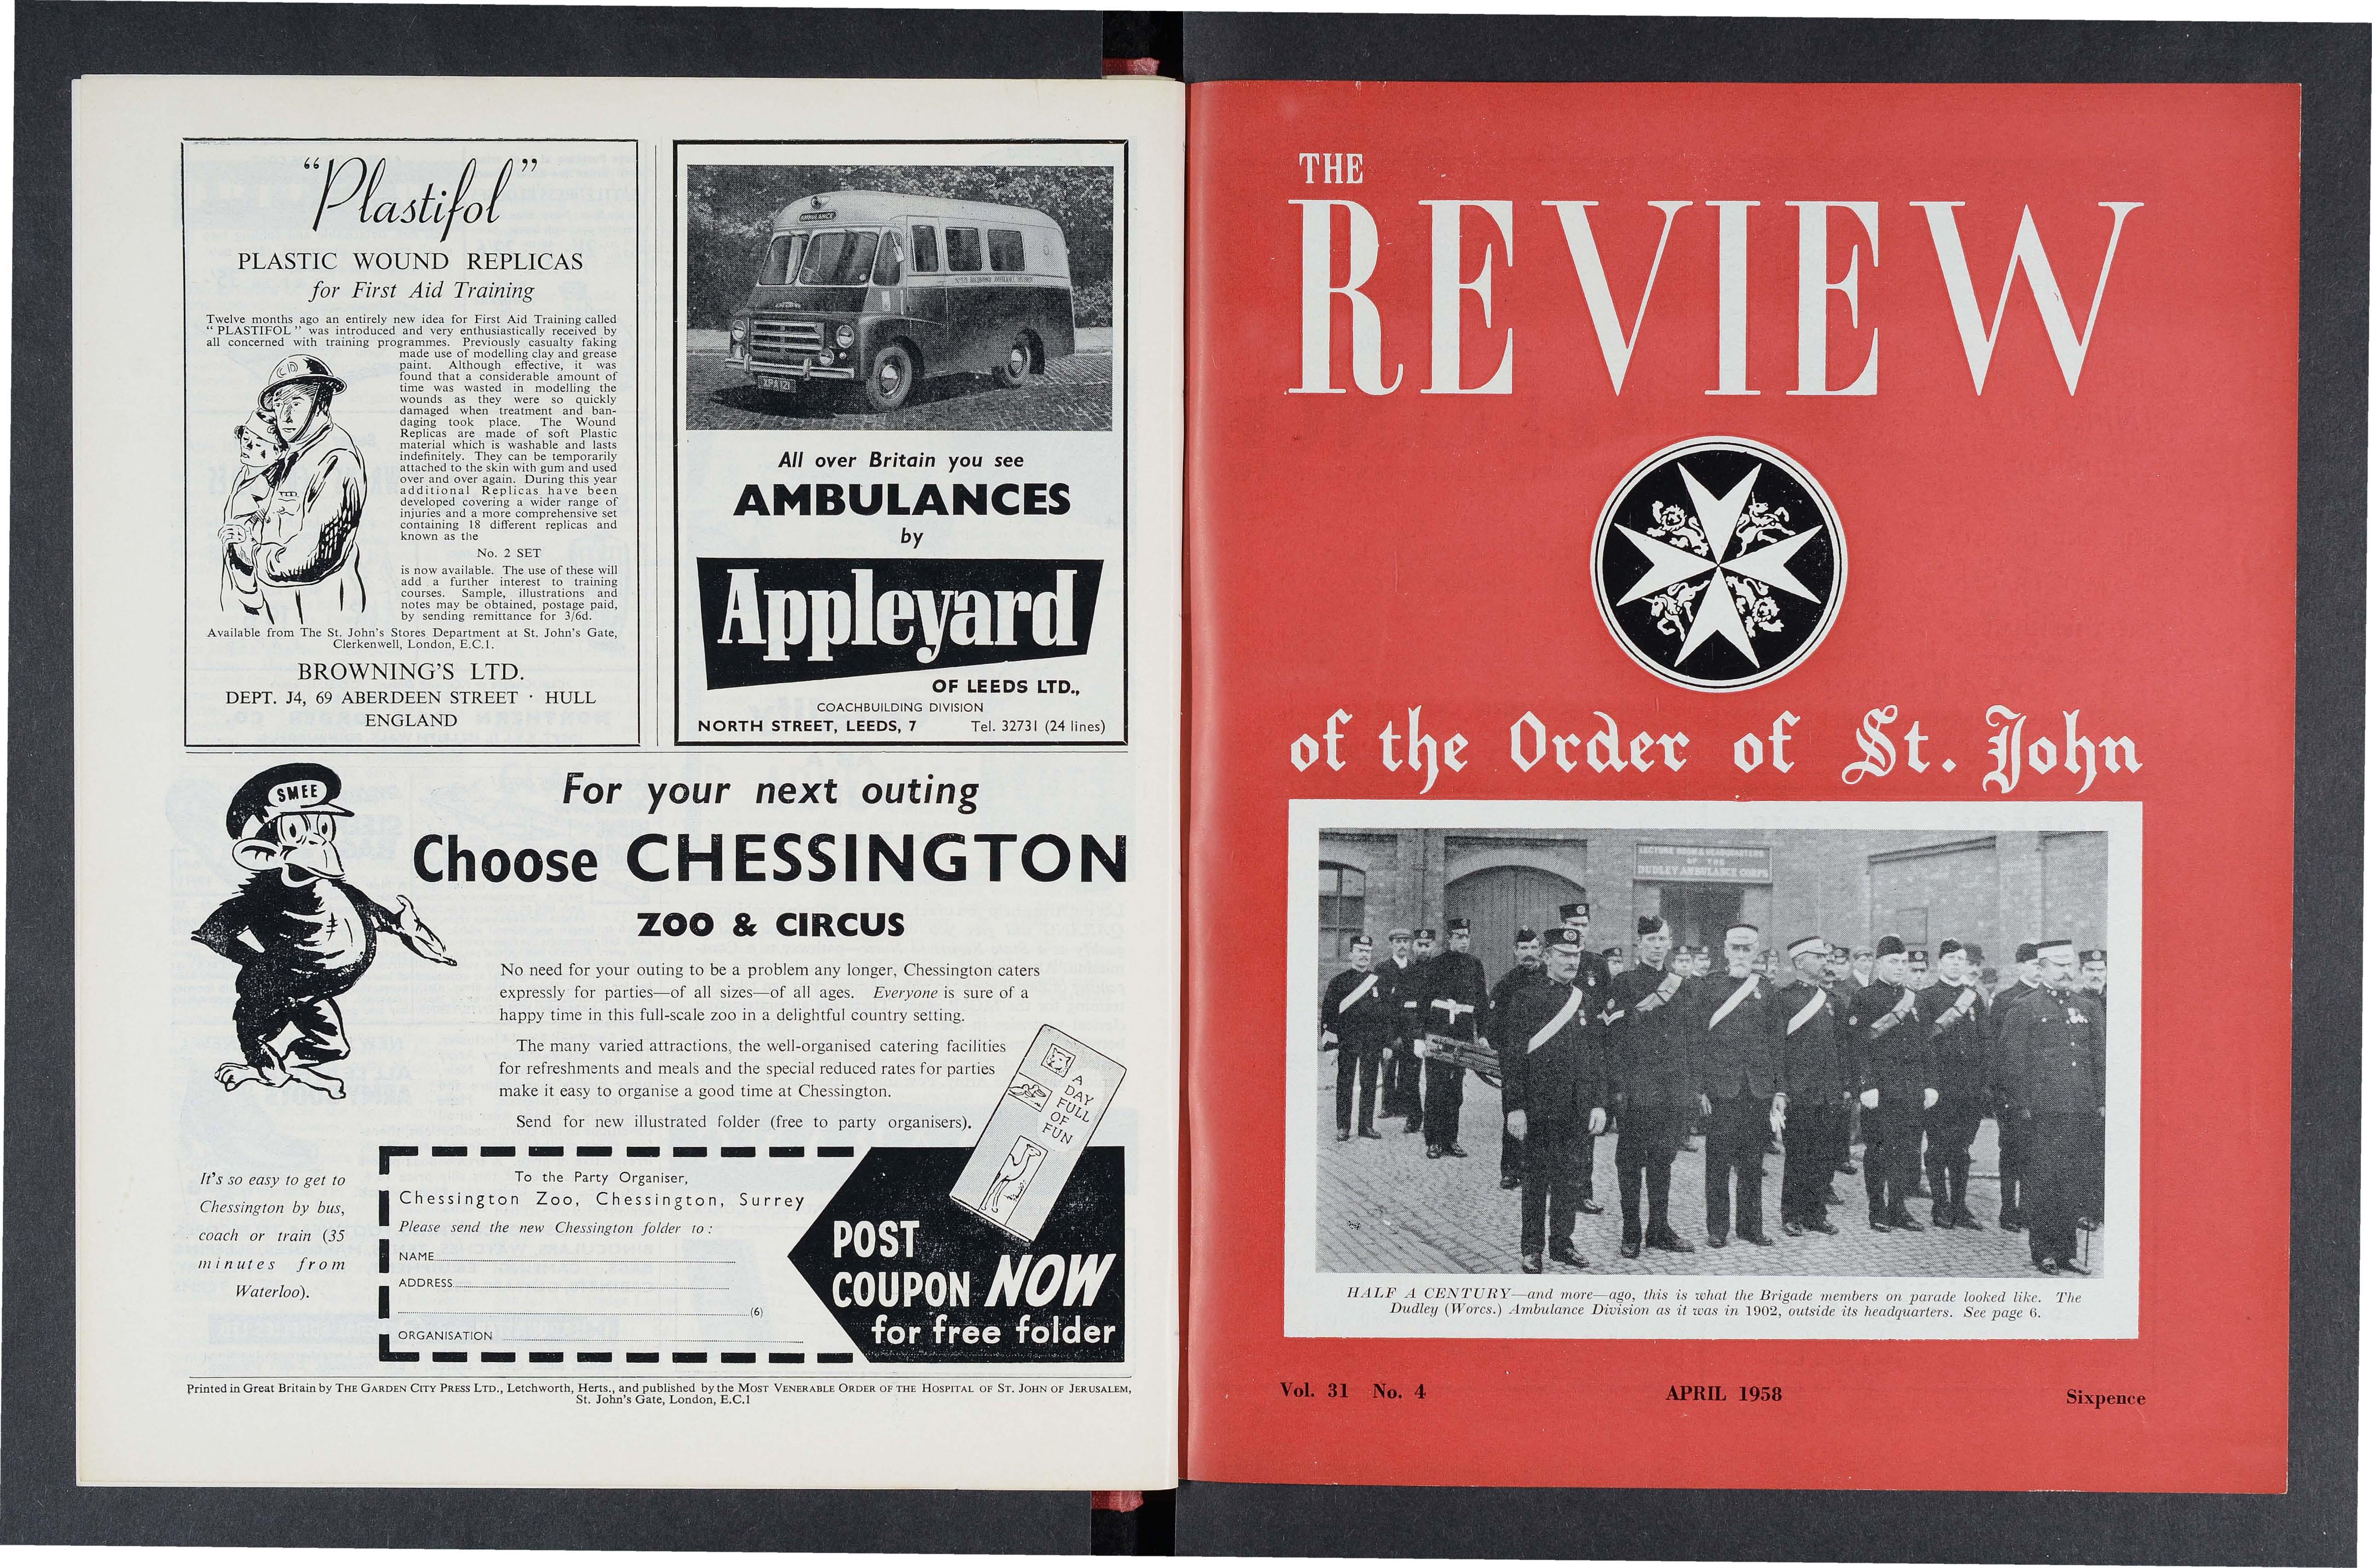 “Plastifol”
PLASTIC WOUND REPLICAS
for First Aid Training
Twelve months ago an entirely new idea for First Aid Training called
“ PLASTIFOL ” was introduced and very enthusiastically received by
all concerned with training programmes. Previously casualty faking
made use of modelling clay and grease
paint. Although effective, it was
found that a considerable amount of
time was wasted in modelling the
wounds as they were so quickly
damaged when treatment and ban-
daging took place. The Wound
Replicas are made of soft Plastic
material which is washable and lasts
indefinitely. They can be temporarily
attached to the skin with gum and used
over and over again. During this year
additional Replicas have been
developed covering a wider range of
injuries and a more comprehensive set
containing 18 different replicas and
known as the
No. 2 SET
is now available. The use of these will
add a further interest to training
courses. Sample, illustrations and
notes may be obtained, postage paid,
by sending remittance for 3/6d.
Available from The St. John’s Stores Department at St. John’s Gate,
Clerkenwell, London, E.C.1.
BROWNING’S LTD.
DEPT. J4, 69 ABERDEEN STREET · HULL
ENGLAND
CD
AMBULANCE
XPA 121
All over Britain you see
AMBULANCES
by
Appleyard
OF LEEDS LTD.,
COACHBUILDING DIVISION
NORTH STREET, LEEDS, 7 Tel. 32731 (24 lines)
SMEE
For your next outing
Choose CHESSINGTON
ZOO & CIRCUS
No need for your outing to be a problem any longer, Chessington caters
expressly for parties—of all sizes—of all ages. Everyone is sure of a
happy time in this full-scale zoo in a delightful country setting.
The many varied attractions, the well-organised catering facilities
for refreshments and meals and the special reduced rates for parties
make it easy to organise a good time at Chessington.
Send for new illustrated folder (free to party organisers).
A
DAY
FULL
OF
FUN
It’s so easy to get to
Chessington by bus,
coach or train (35
minutes from
Waterloo).
To the Party Organiser,
Chessington Zoo, Chessington, Surrey
Please send the new Chessington folder to :
NAME
ADDRESS
(6)
ORGANISATION
POST
COUPON NOW
for free folder
Printed in Great Britain by THE GARDEN CITY PRESS LTD., Letchworth, Herts., and published by the MOST VENERABLE ORDER OF THE HOSPITAL OF ST. JOHN OF JERUSALEM,
St. John’s Gate, London, E.C.1
THE
REVIEW
of the Order of St. John
LECTURE ROOM & HEADQUARTERS
OF THE
DUDLEY AMBULANCE CORPS
HALF A CENTURY—and more—ago, this is what the Brigade members on parade looked like. The
Dudley (Worcs.) Ambulance Division as it was in 1902, outside its headquarters. See page 6.
Vol. 31 No. 4 APRIL 1958 Sixpence